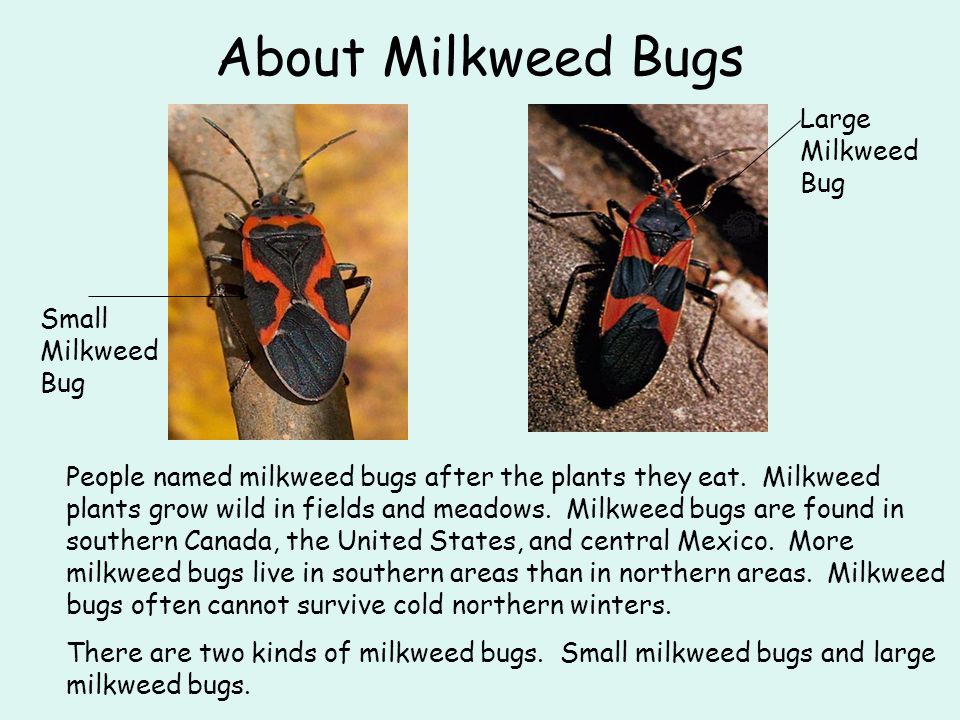 About Milkweed Bugs
Large
Milkweed
Bug
Small
Milkweed
Bug
People named milkweed bugs after the plants they eat.  Milkweed
plants grow wild in fields and meadows.  Milkweed bugs are found in
southern Canada, the United States, and central Mexico.  More
milkweed bugs live in southern areas than in northern areas.  Milkweed
bugs often cannot survive cold northern winters.
There are two kinds of milkweed bugs.  Small milkweed bugs and large
milkweed bugs.